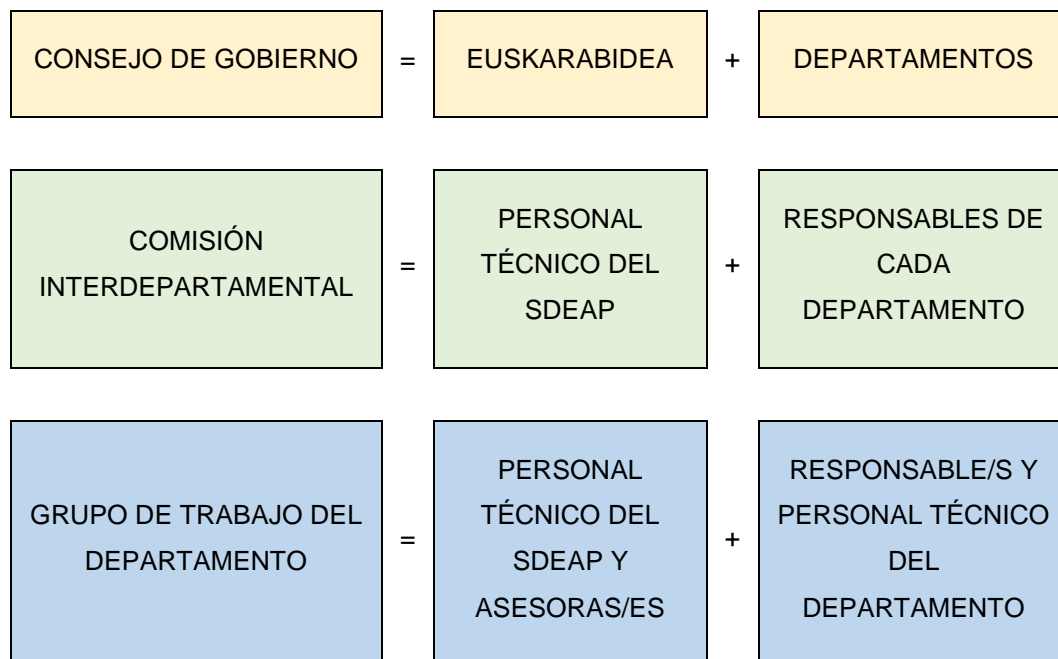 CONSEJO DE GOBIERNO = EUSKARABIDEA + DEPARTAMENTOS
COMISIÓN
INTERDEPARTAMENTAL
=
PERSONAL
TÉCNICO DEL
SDEAP
+
RESPONSABLES DE
CADA
DEPARTAMENTO
GRUPO DE TRABAJO DEL
DEPARTAMENTO
=
PERSONAL
TÉCNICO DEL
SDEAP Y
ASESORAS/ES
+
RESPONSABLE/S Y
PERSONAL TÉCNICO
DEL
DEPARTAMENTO